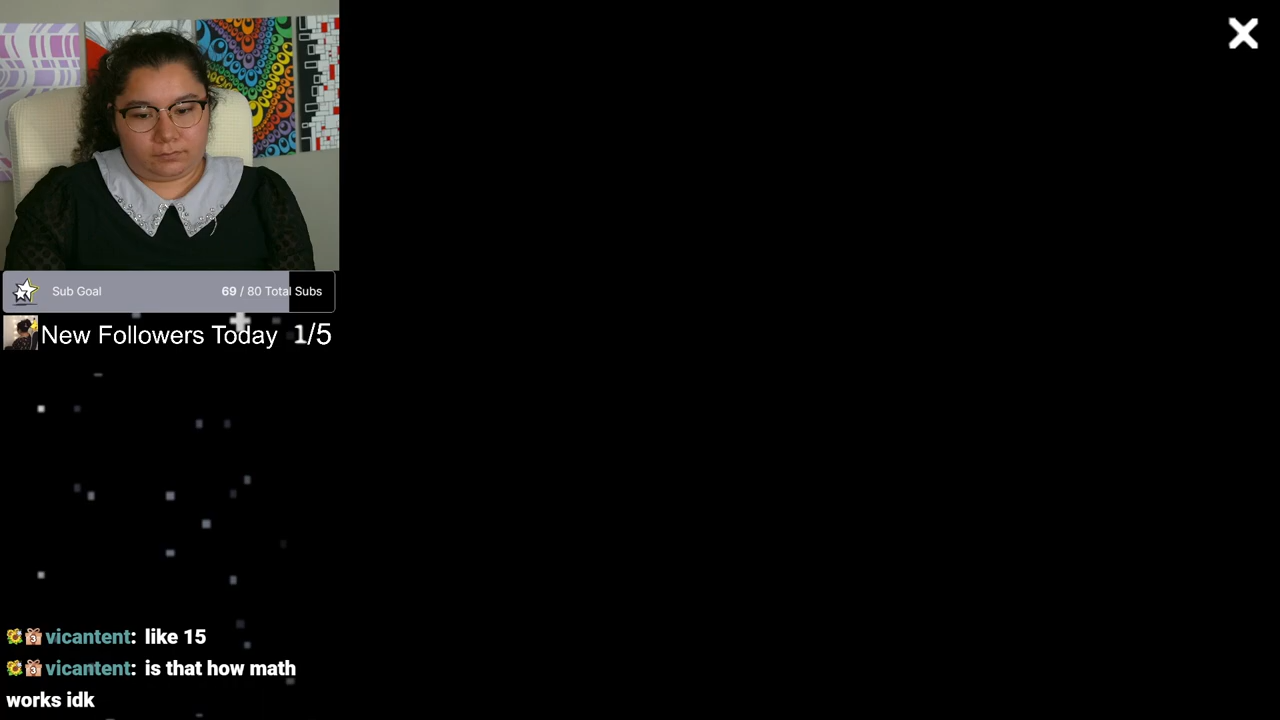 Sub Goal 69 / 80 Total Subs
New Followers Today 1/5
vicantent: like 15
vicantent: is that how math
works idk